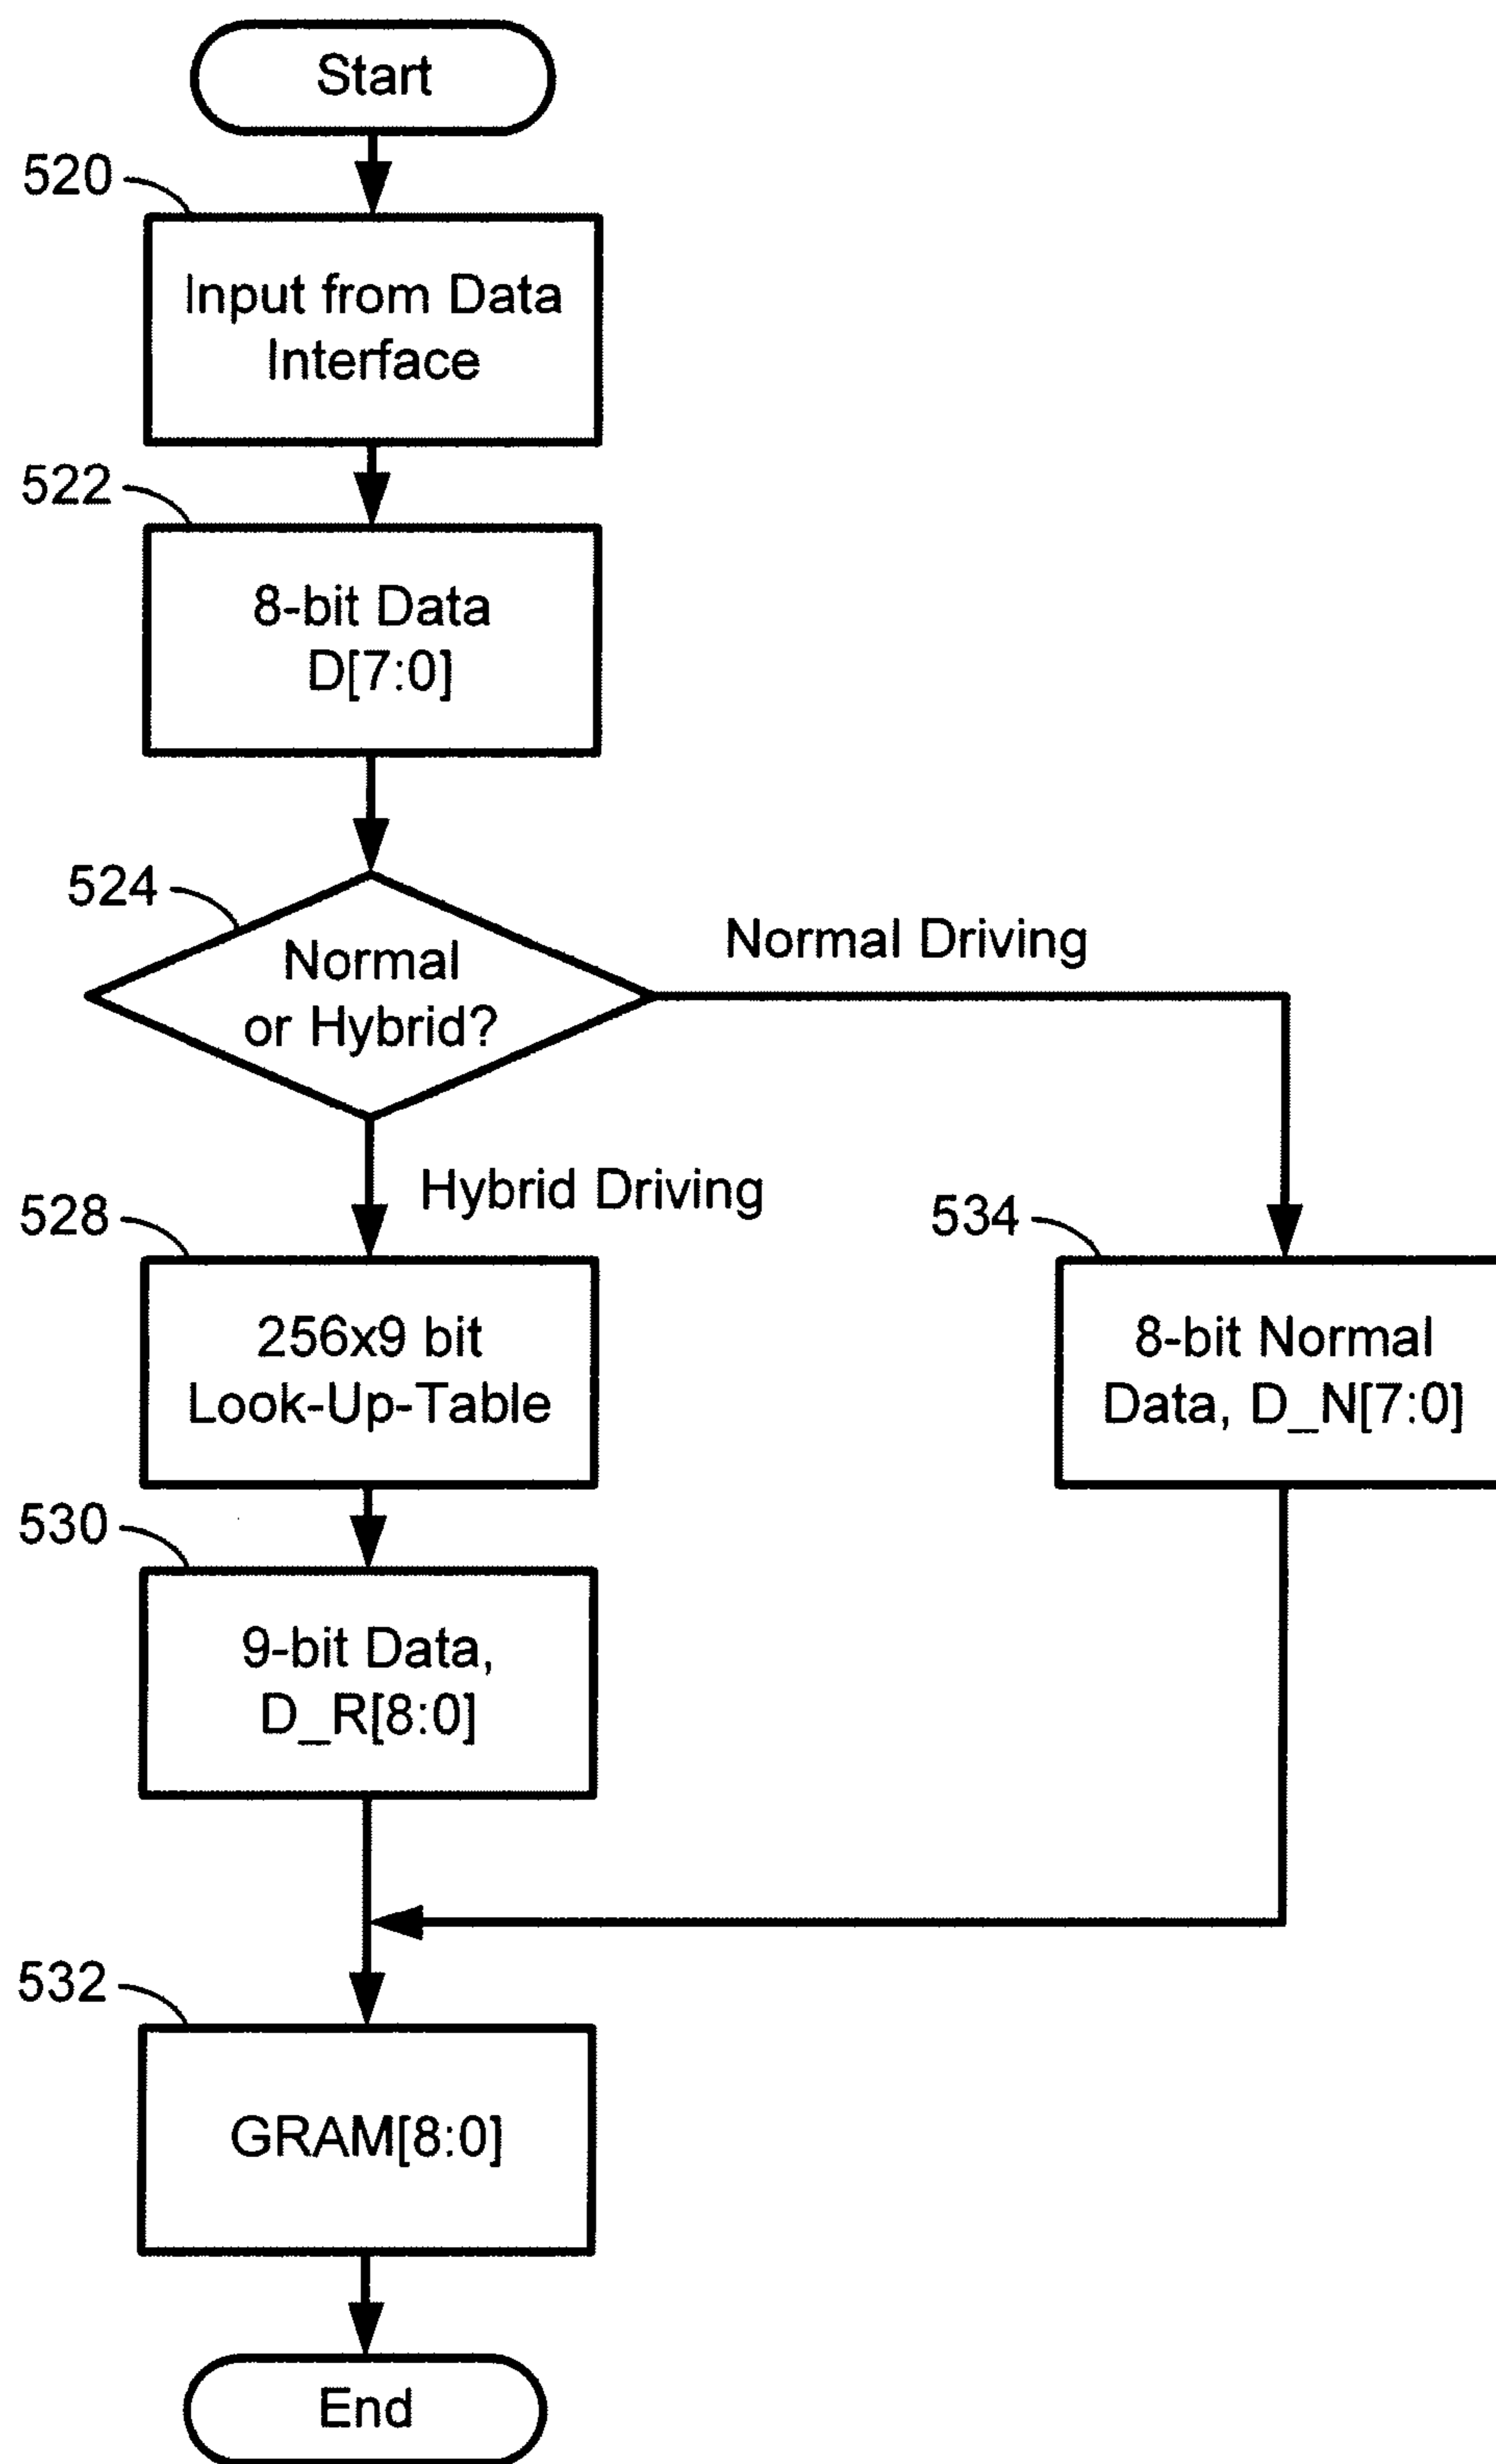 Start
520
Input from Data
Interface
522
8-bit Data
D[7:0]
524
Normal
or Hybrid?
Normal Driving
Hybrid Driving
528
256x9 bit
Look-Up-Table
534
8-bit Normal
Data, D_N[7:0]
530
9-bit Data,
D_R[8:0]
532
GRAM[8:0]
End